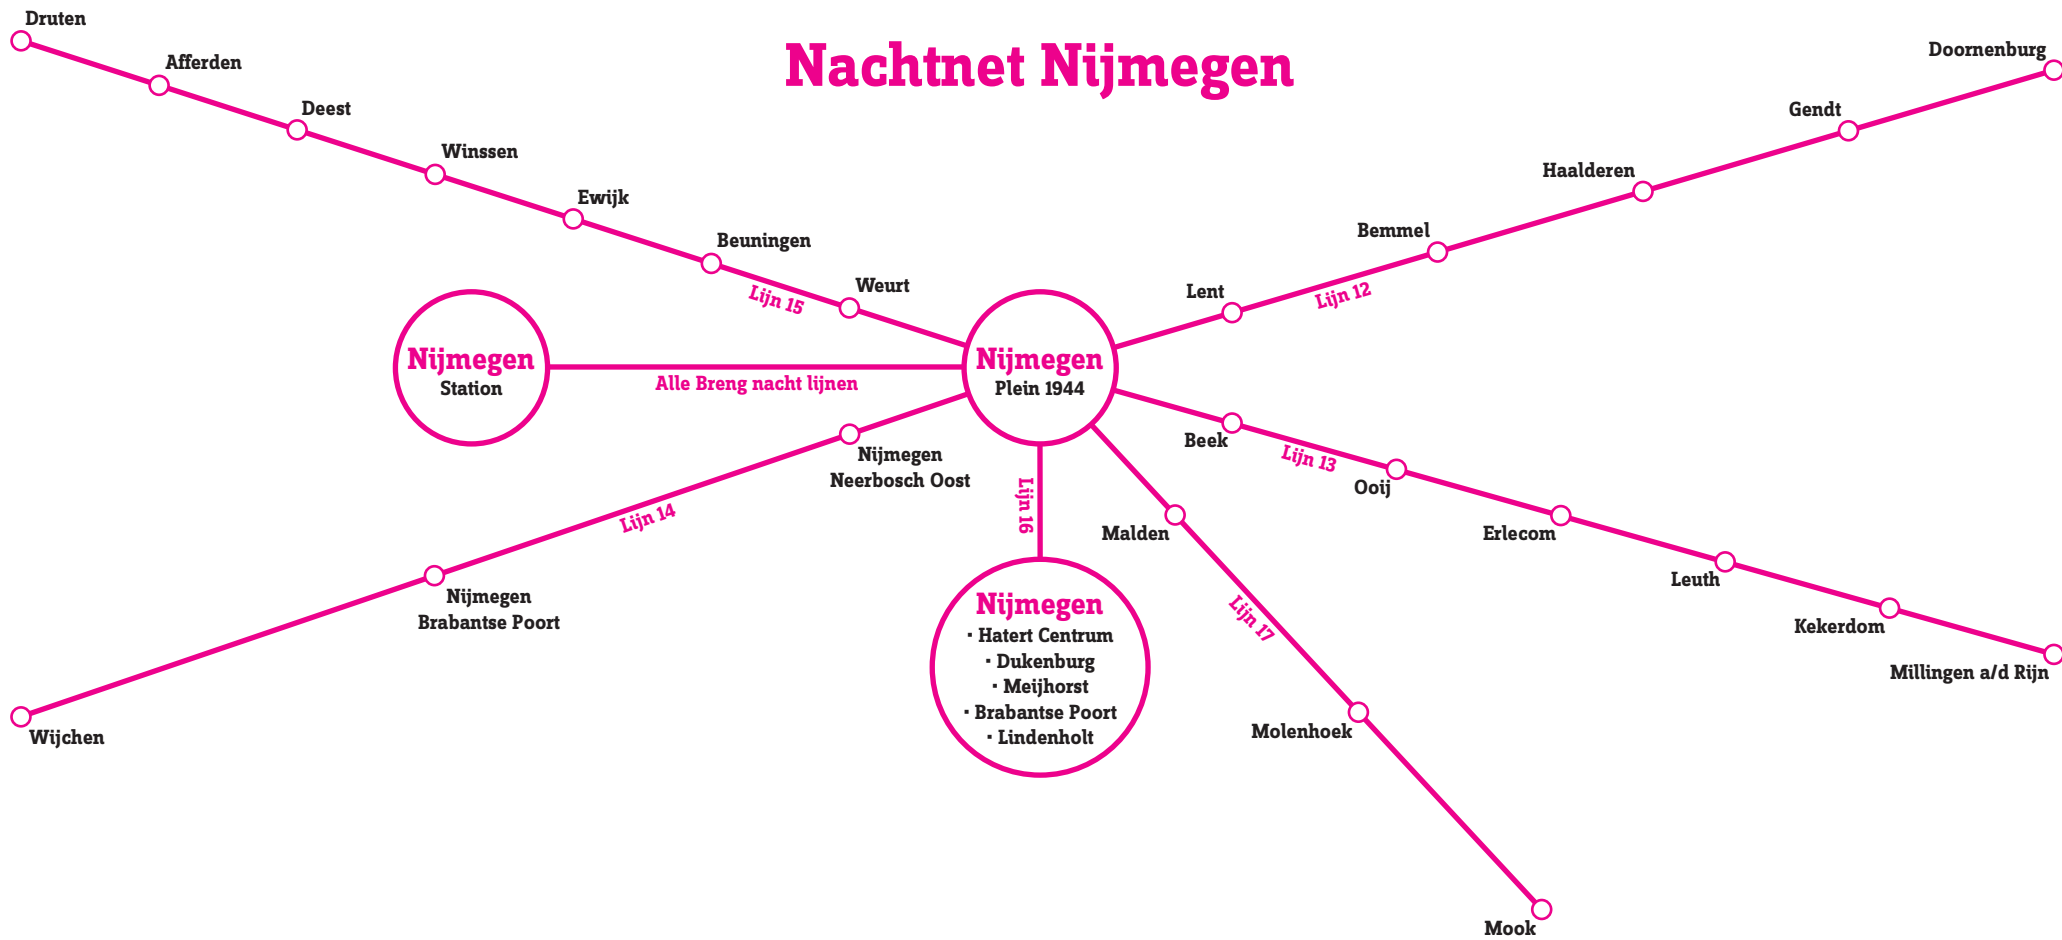 Nachtnet Nijmegen
Druten
Afferden
Deest
Winssen
Ewijk
Beuningen
Weurt
Lijn 15
Doornenburg
Gendt
Haalderen
Bemmel
Lent
Lijn 12
Nijmegen
Station
Alle Breng nacht lijnen
Nijmegen
Plein 1944
Nijmegen
Neerbosch Oost
Lijn 14
Nijmegen
Brabantse Poort
Wijchen
Lijn 16
Nijmegen
· Hatert Centrum
· Dukenburg
· Meijhorst
· Brabantse Poort
· Lindenholt
Malden
Lijn 17
Molenhoek
Mook
Beek
Lijn 13
Ooij
Erlecom
Leuth
Kekerdom
Millingen a/d Rijn